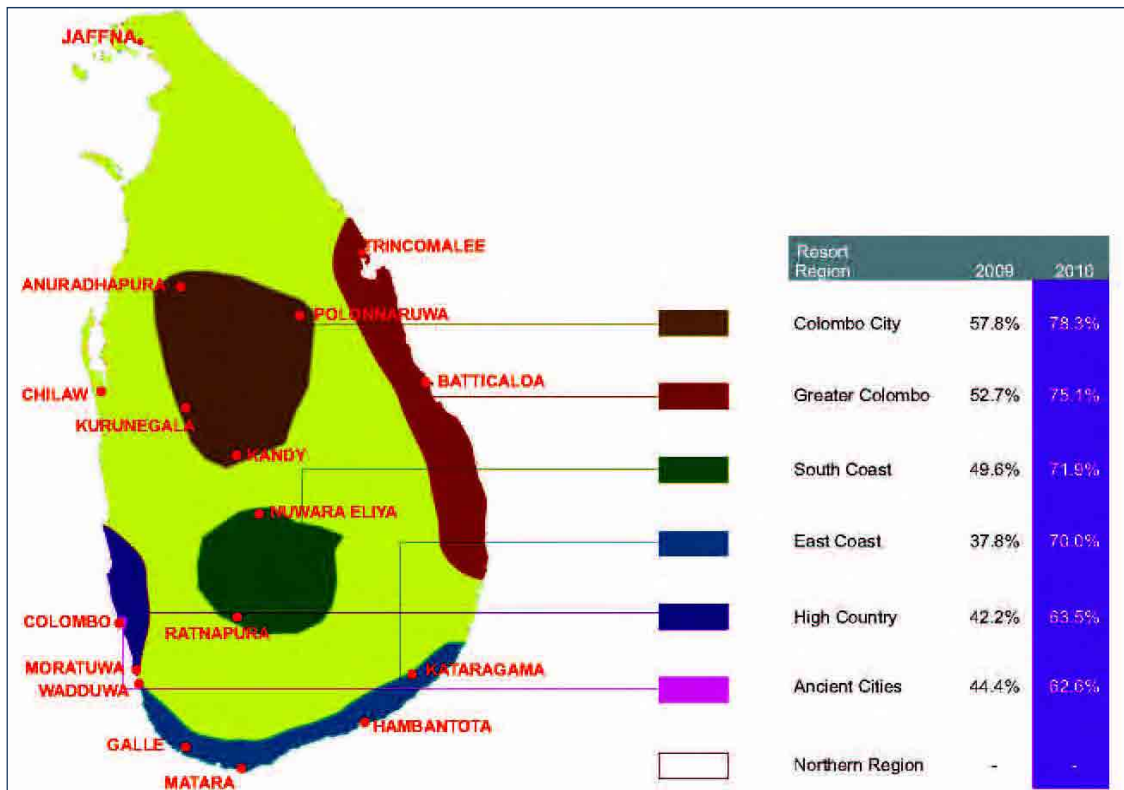 JAFFNA
TRINCOMALEE
ANURADHAPURA
POLONNARUWA
BATTICALOA
CHILAW
KURUNEGALA
KANDY
NUWARA ELIYA
COLOMBO
RATNAPURA
MORATUWA
KATARAGAMA
WADDUWA
HAMBANTOTA
GALLE
MATARA
Resort
Region 2009 2010
Colombo City 57.8% 78.3%
Greater Colombo 52.7% 75.1%
South Coast 49.6% 71.9%
East Coast 37.8% 70.0%
High Country 42.2% 63.5%
Ancient Cities 44.4% 62.6%
Northern Region - -